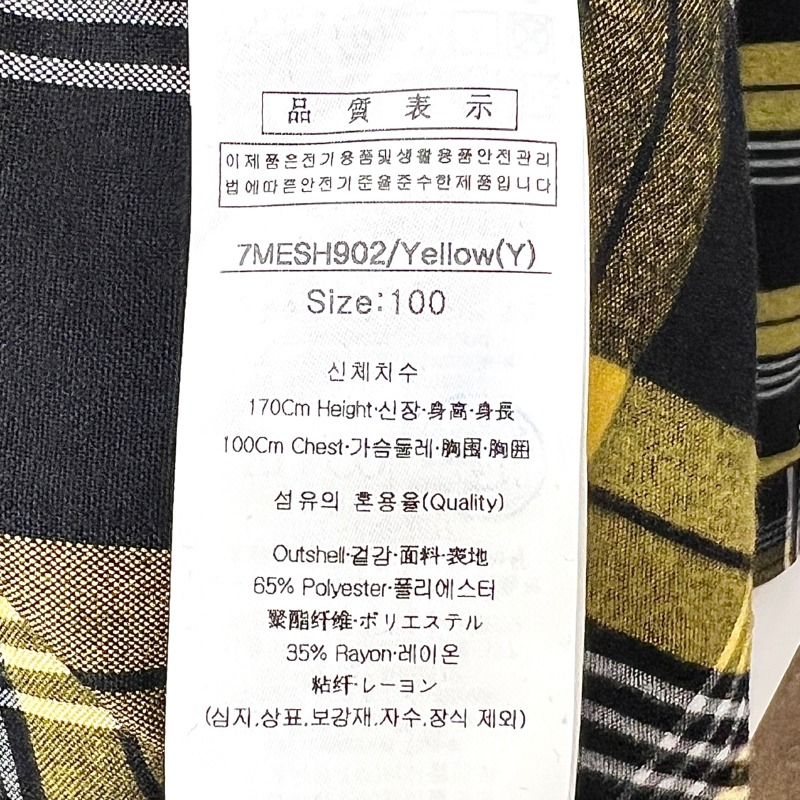 品質表示
이제품은전기용품및생활용품안전관리
법에따른안전기준을준수한제품입니다
7MESH902/Yellow(Y)
Size:100
신체치수
170Cm Height·신장·身高·身長
100Cm Chest·가슴둘레·胸围·胸囲
섬유의 혼용율(Quality)
Outshell·겉감·面料·表地
65% Polyester·폴리에스터
聚酯纤维·ポリエステル
35% Rayon·레이온
粘纤·レーヨン
(심지,상표,보강재,자수,장식 제외)